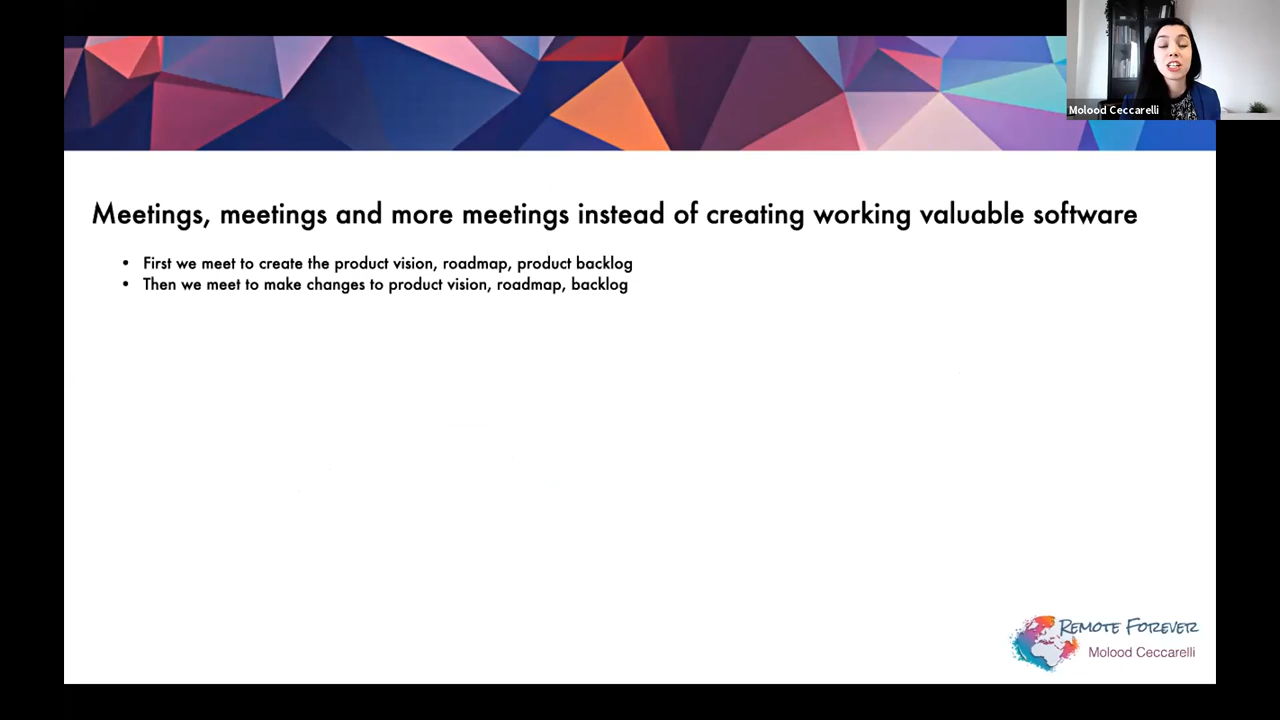 Molood Ceccarelli
Meetings, meetings and more meetings instead of creating working valuable software
• First we meet to create the product vision, roadmap, product backlog
• Then we meet to make changes to product vision, roadmap, backlog
REMOTE FOREVER
Molood Ceccarelli